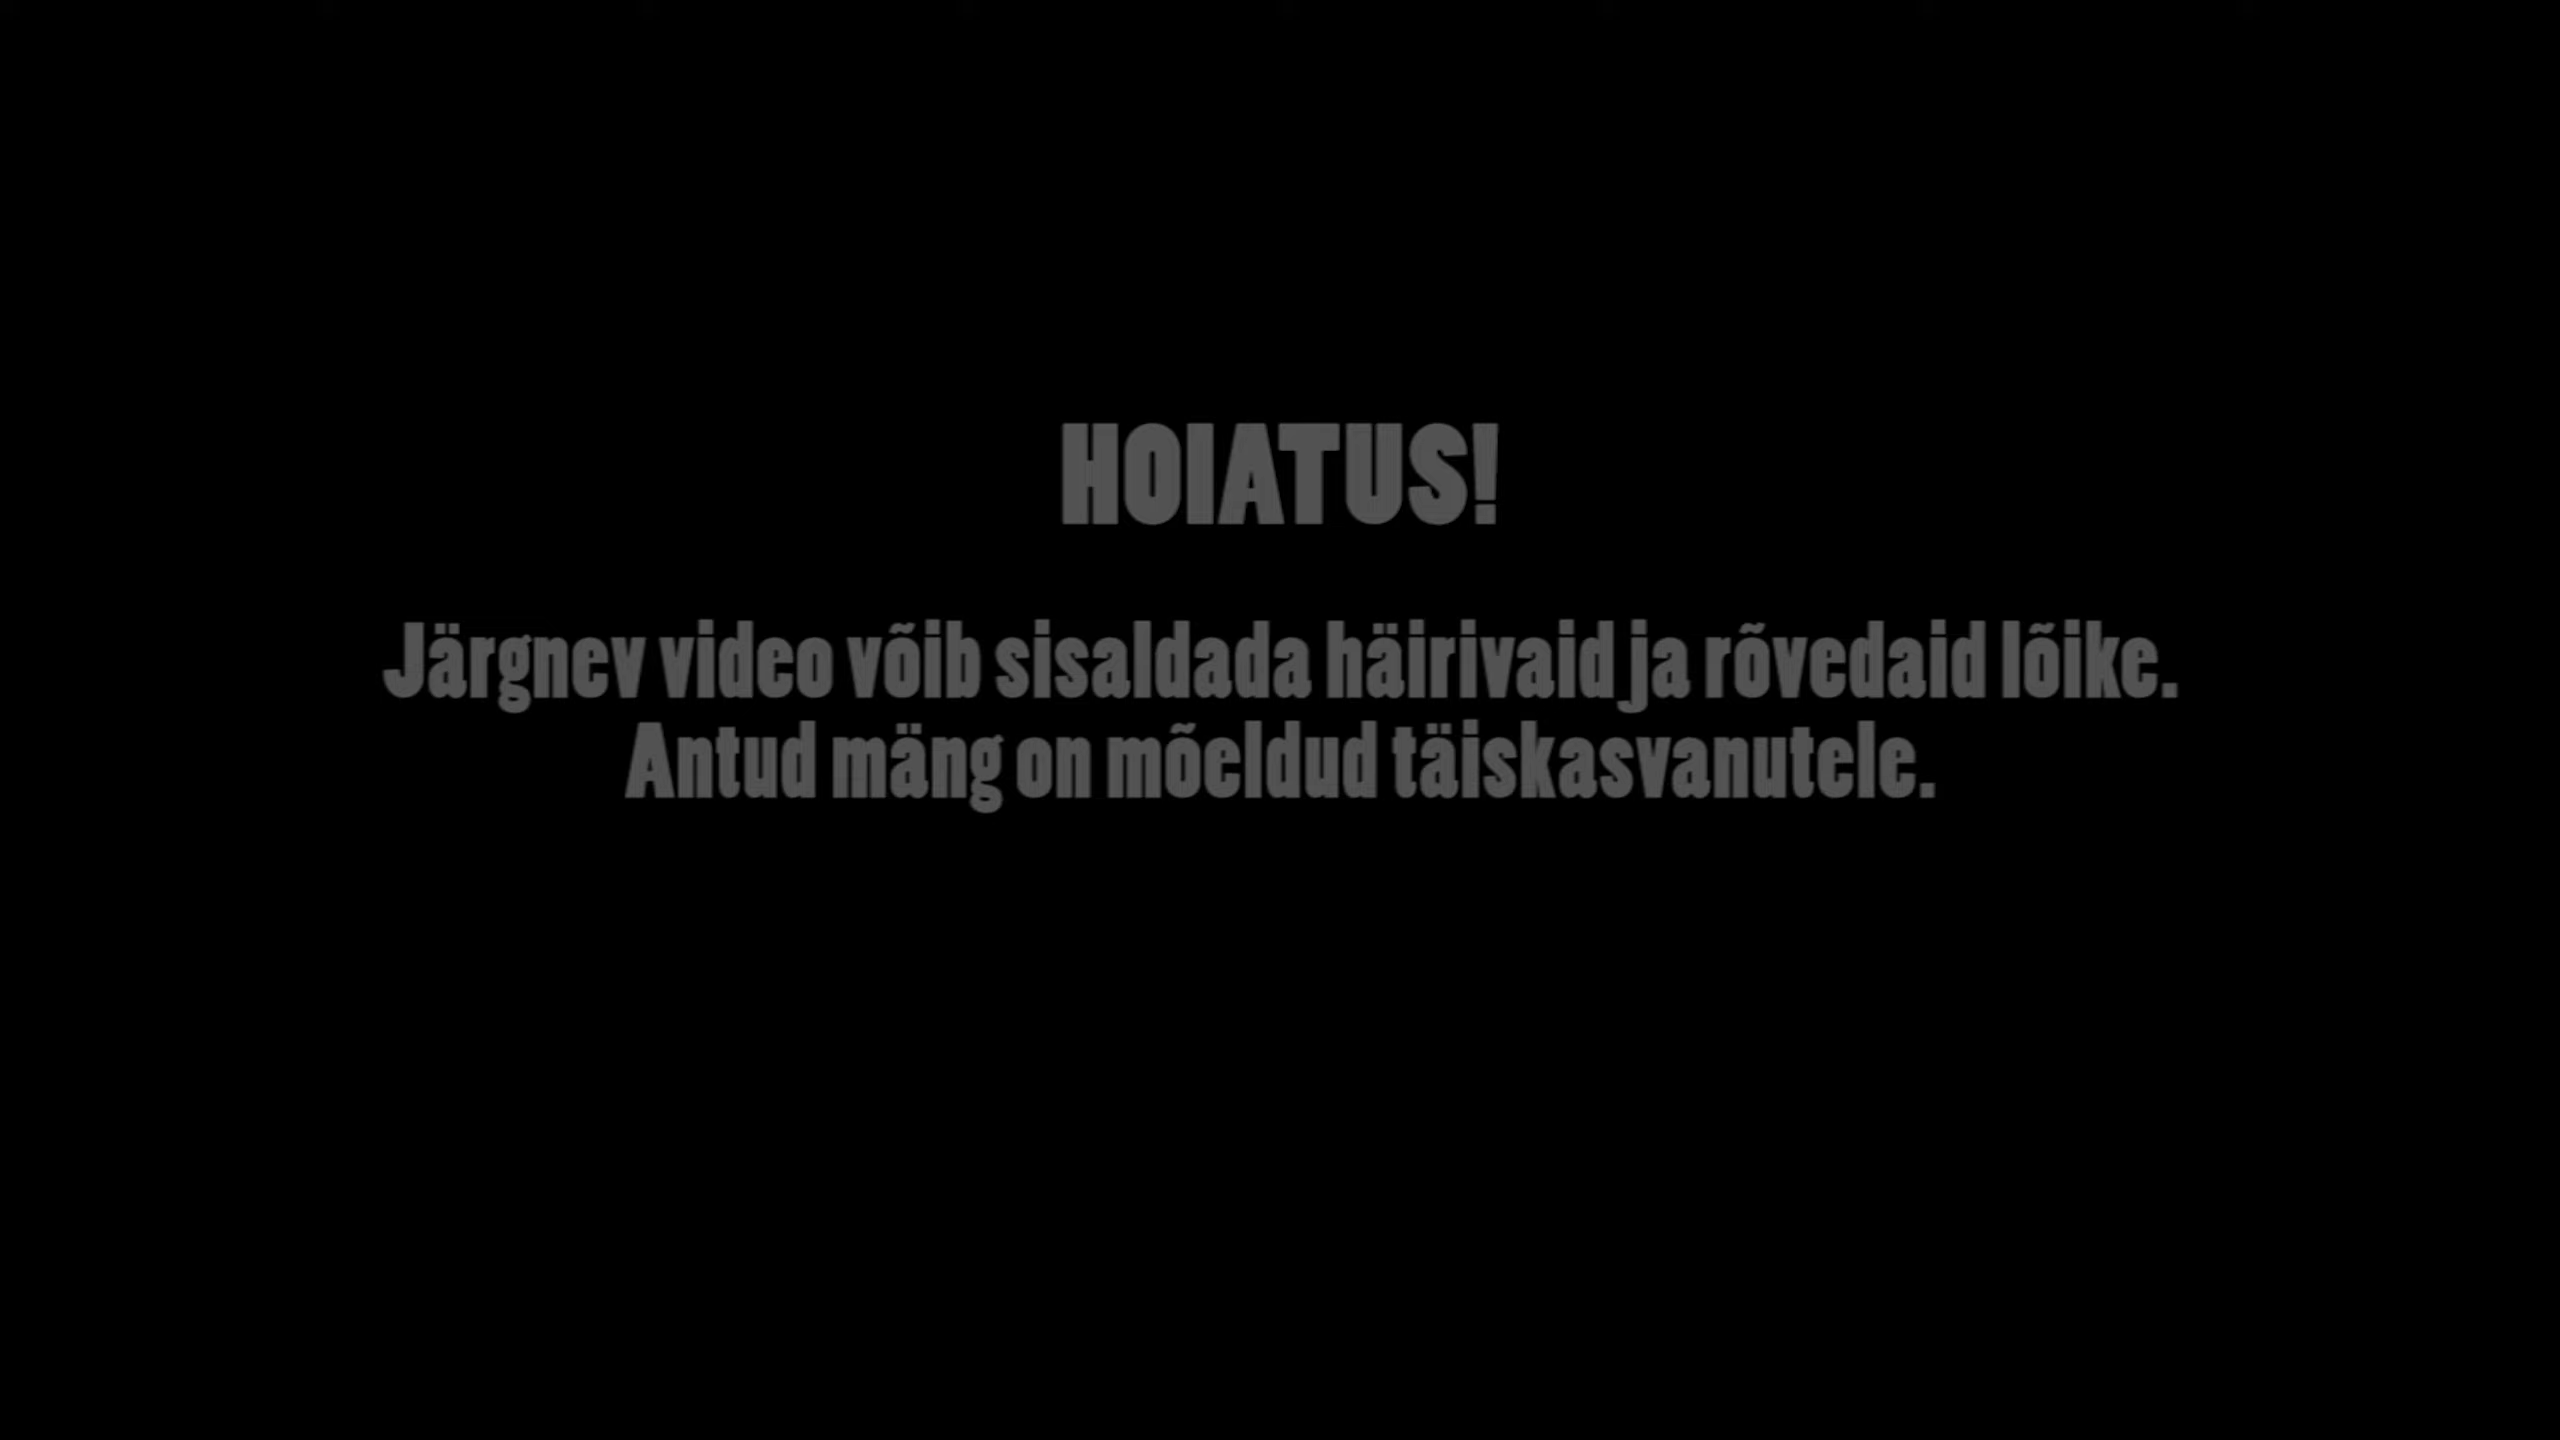 HOIATUS!
Järgnev video võib sisaldada häirivaid ja rõvedaid lõike.
Antud mäng on mõeldud täiskasvanutele.